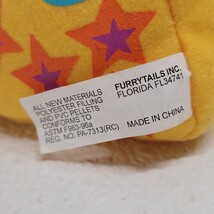 ALL NEW MATERIALS
POLYESTER FILLING
AND PVC PELLETS
CONFORMS TO
ASTM F963-96a
REG. NO. PA-7313(RC)
FURRYTAILS INC.
FLORIDA FL34741
MADE IN CHINA